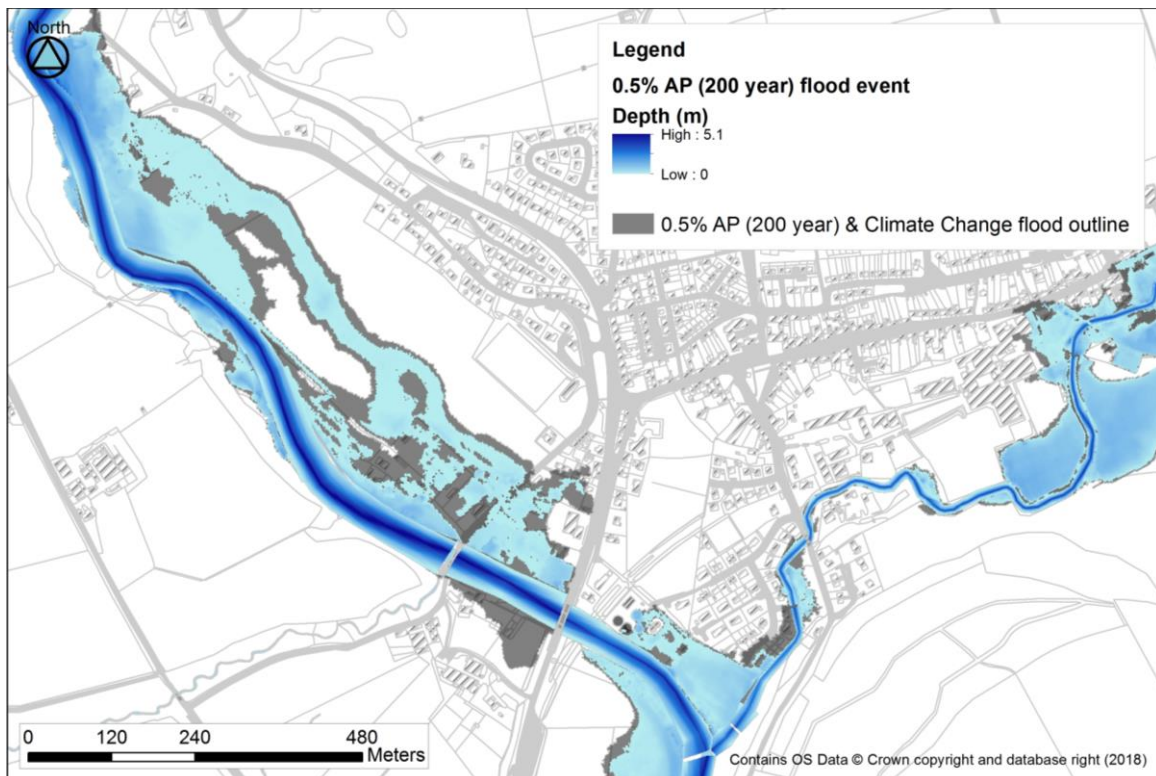 North
Legend
0.5% AP (200 year) flood event
Depth (m)
High : 5.1
Low : 0
0.5% AP (200 year) & Climate Change flood outline
0 120 240 480
Meters
Contains OS Data © Crown copyright and database right (2018)